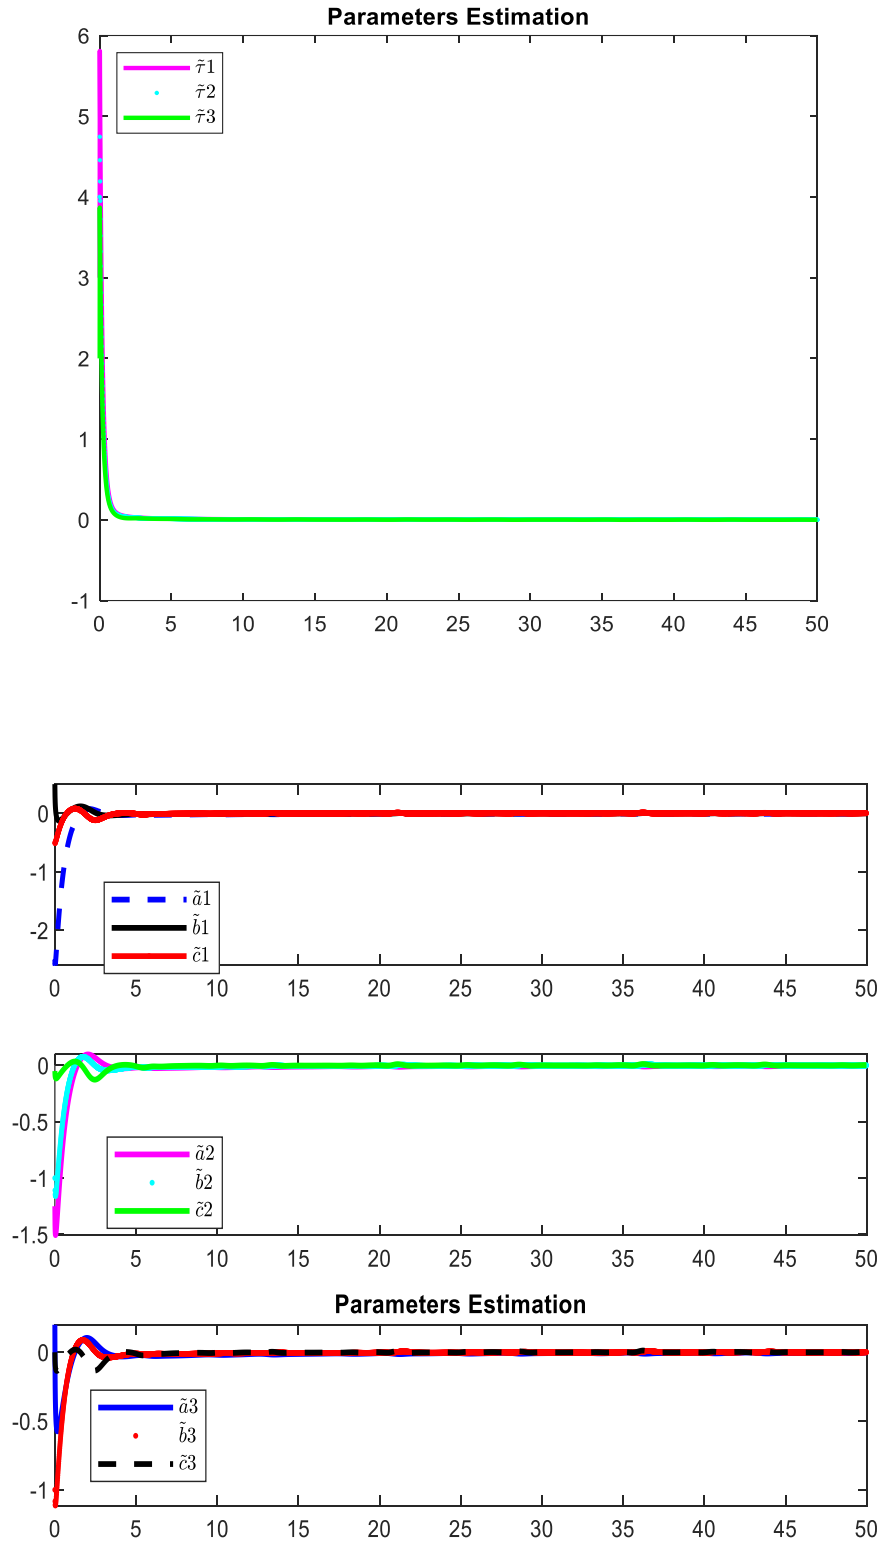 Parameters Estimation
6
5
4
3
2
1
0
-1
τ̃1
τ̃2
τ̃3
0 5 10 15 20 25 30 35 40 45 50
0
-1
-2
ã1
b̃1
c̃1
0 5 10 15 20 25 30 35 40 45 50
0
-0.5
-1
-1.5
ã2
b̃2
c̃2
0 5 10 15 20 25 30 35 40 45 50
Parameters Estimation
0
-0.5
-1
ã3
b̃3
c̃3
0 5 10 15 20 25 30 35 40 45 50